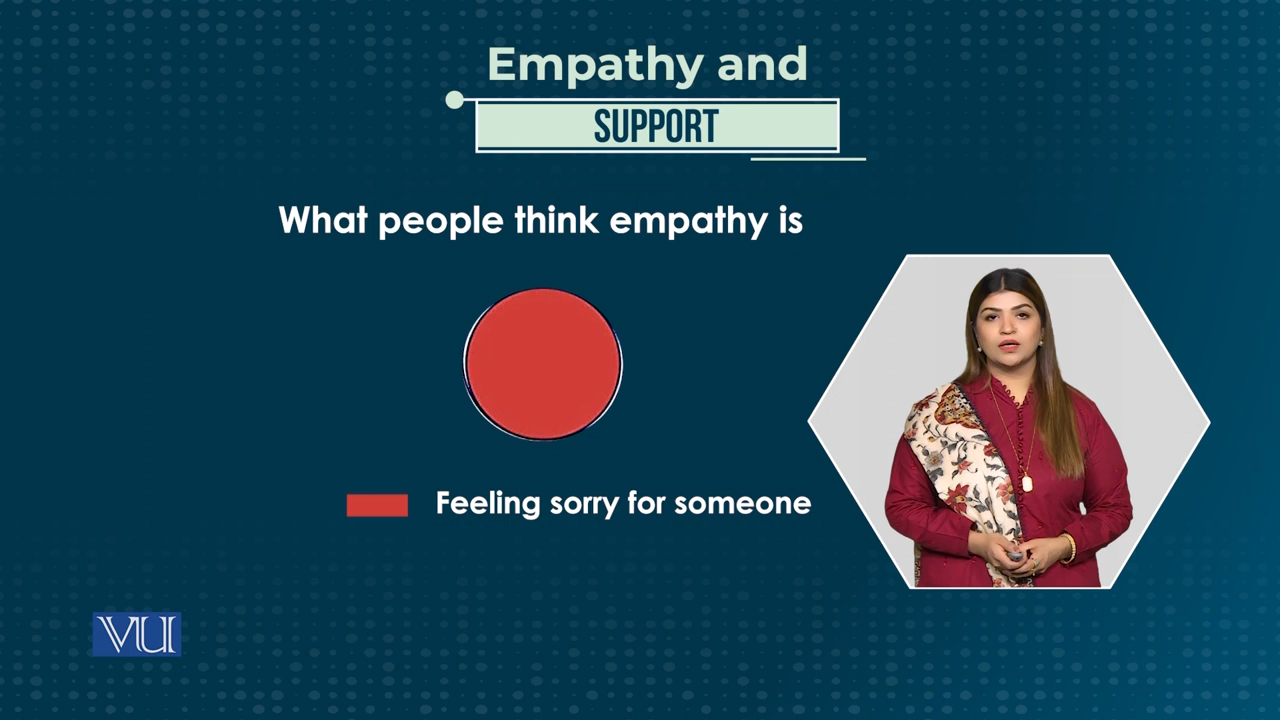 Empathy and
SUPPORT
What people think empathy is
Feeling sorry for someone
VU